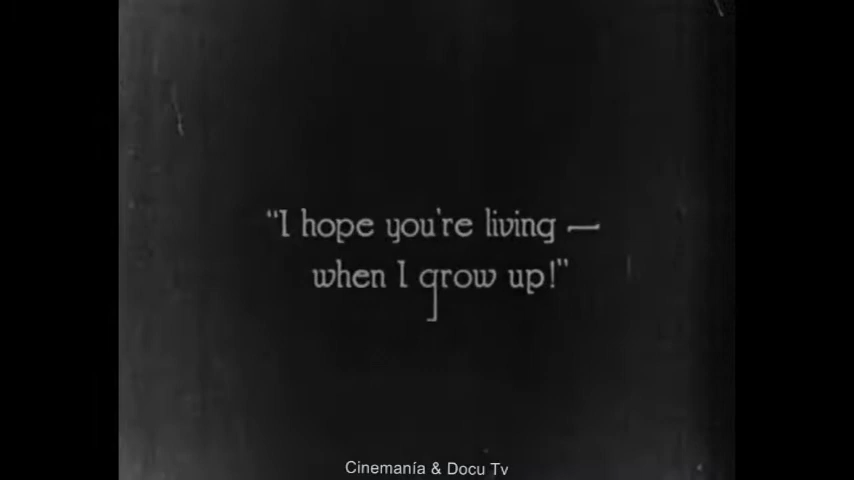 “I hope you're living —
when I grow up!”
Cinemanía & Docu Tv